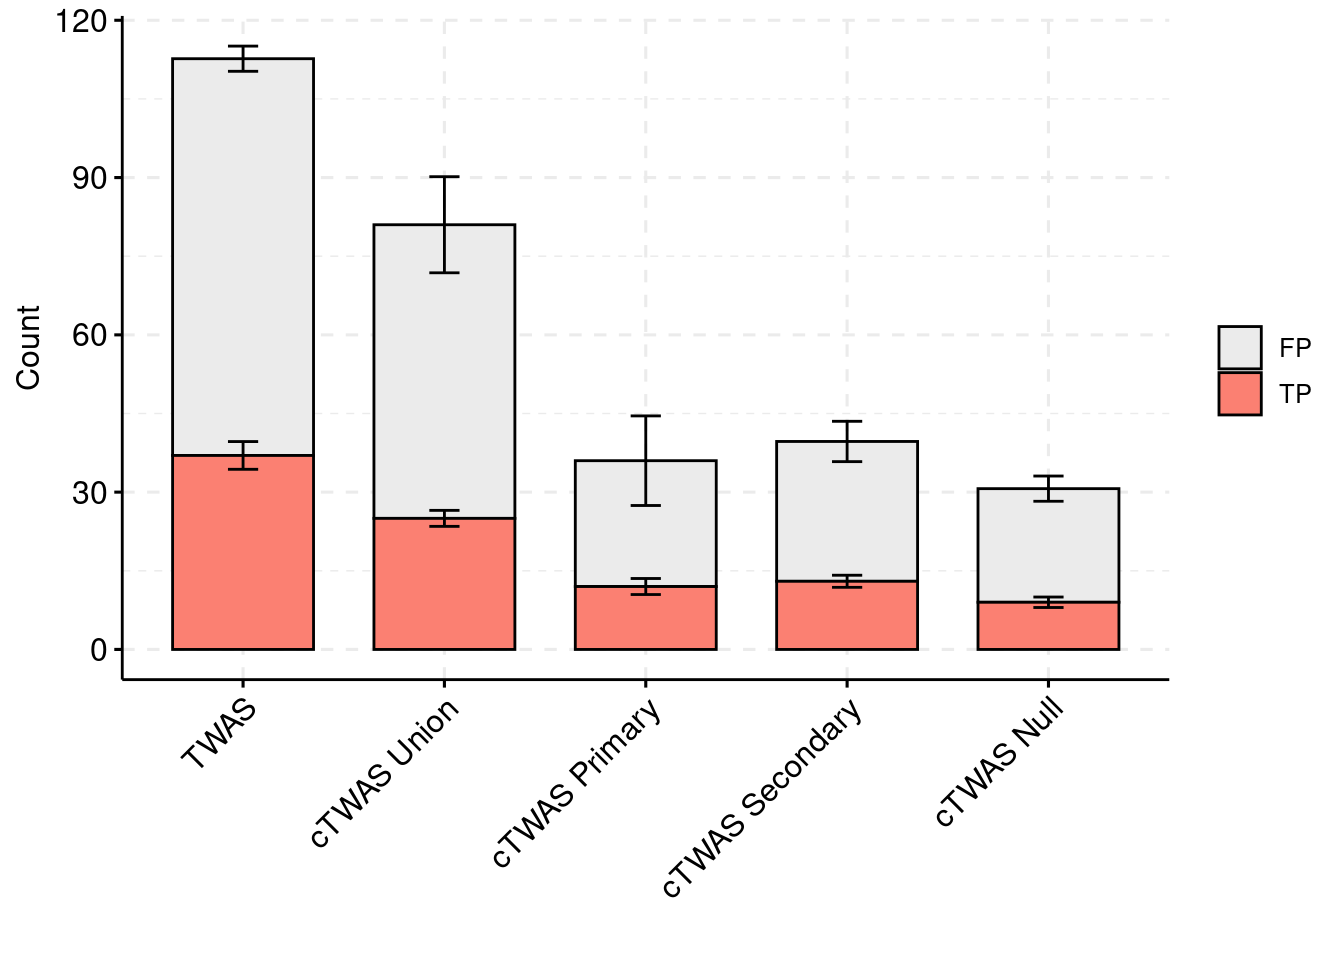 120
90
60
30
0
Count
TWAS
cTWAS Union
cTWAS Primary
cTWAS Secondary
cTWAS Null
FP
TP